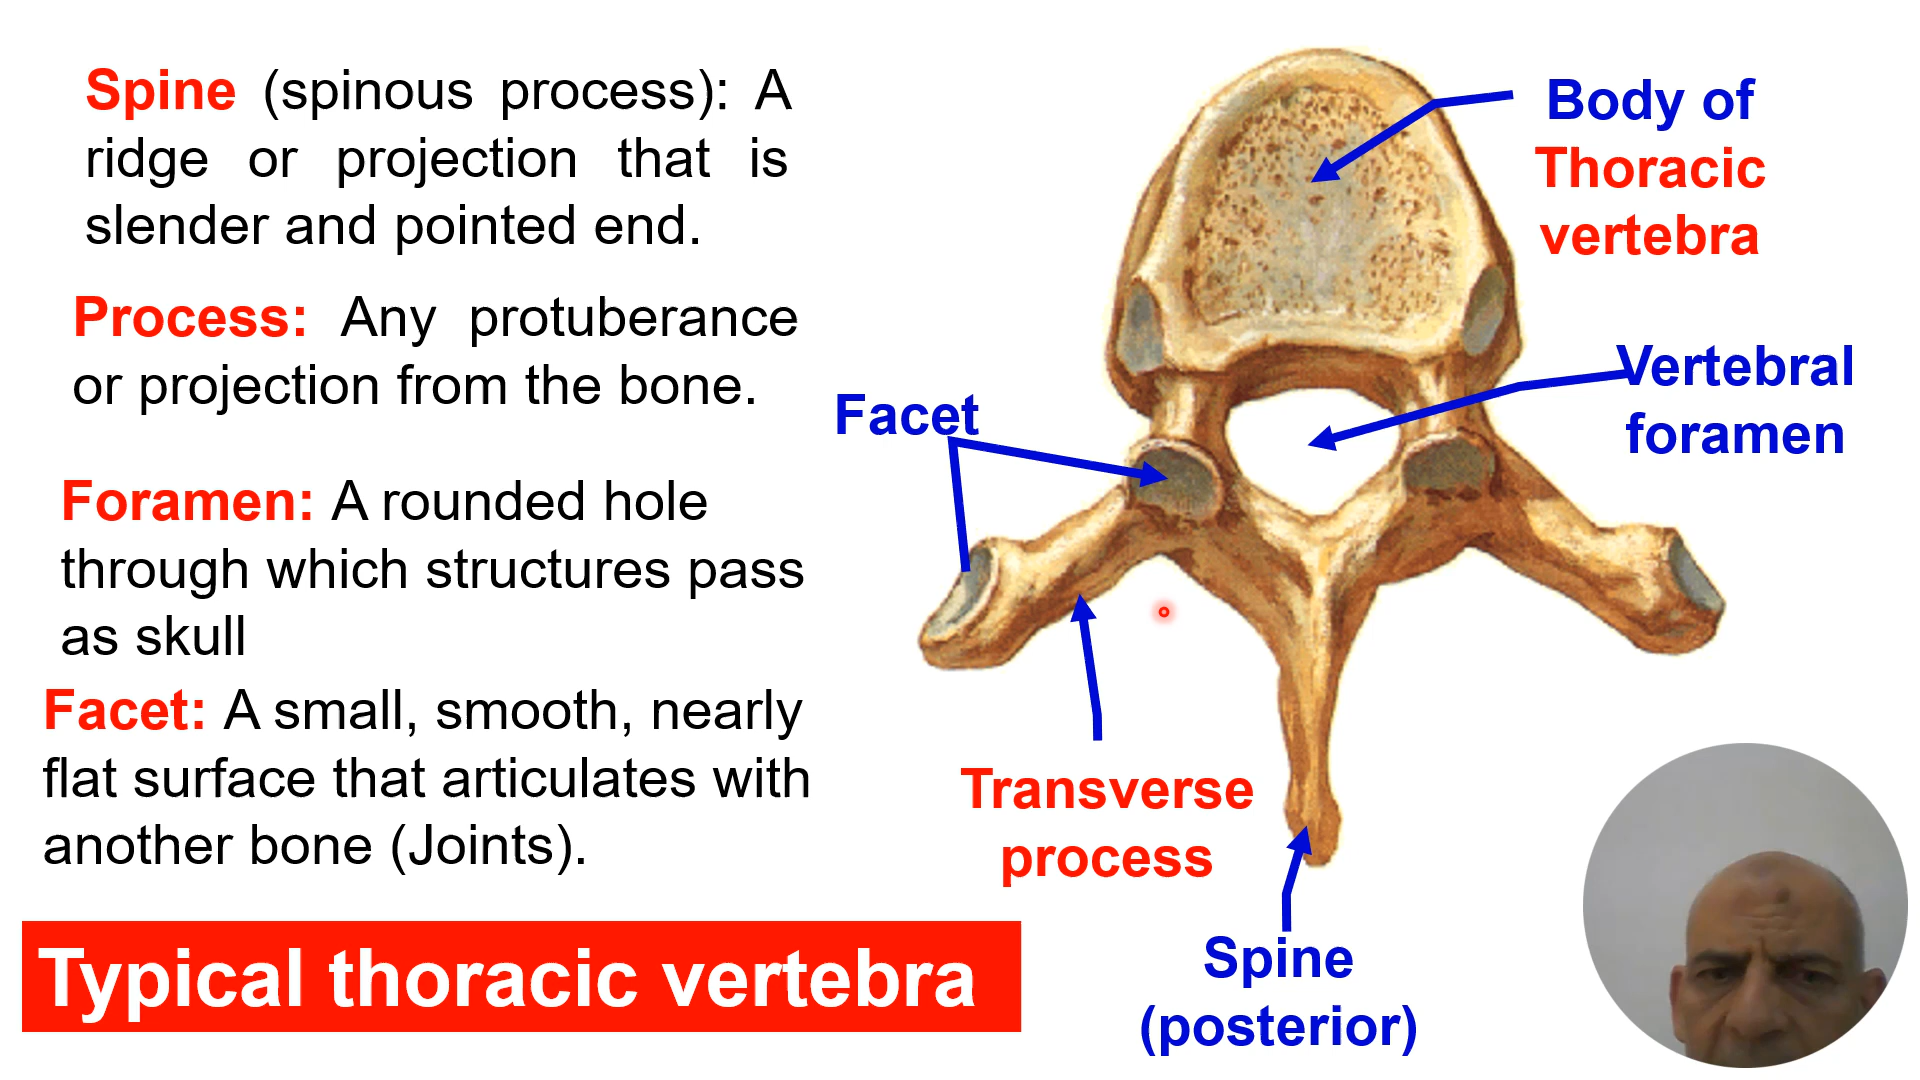 Spine (spinous process): A
ridge or projection that is
slender and pointed end.
Process: Any protuberance
or projection from the bone.
Foramen: A rounded hole
through which structures pass
as skull
Facet: A small, smooth, nearly
flat surface that articulates with
another bone (Joints).
Typical thoracic vertebra
Body of
Thoracic
vertebra
Vertebral
foramen
Facet
Transverse
process
Spine
(posterior)